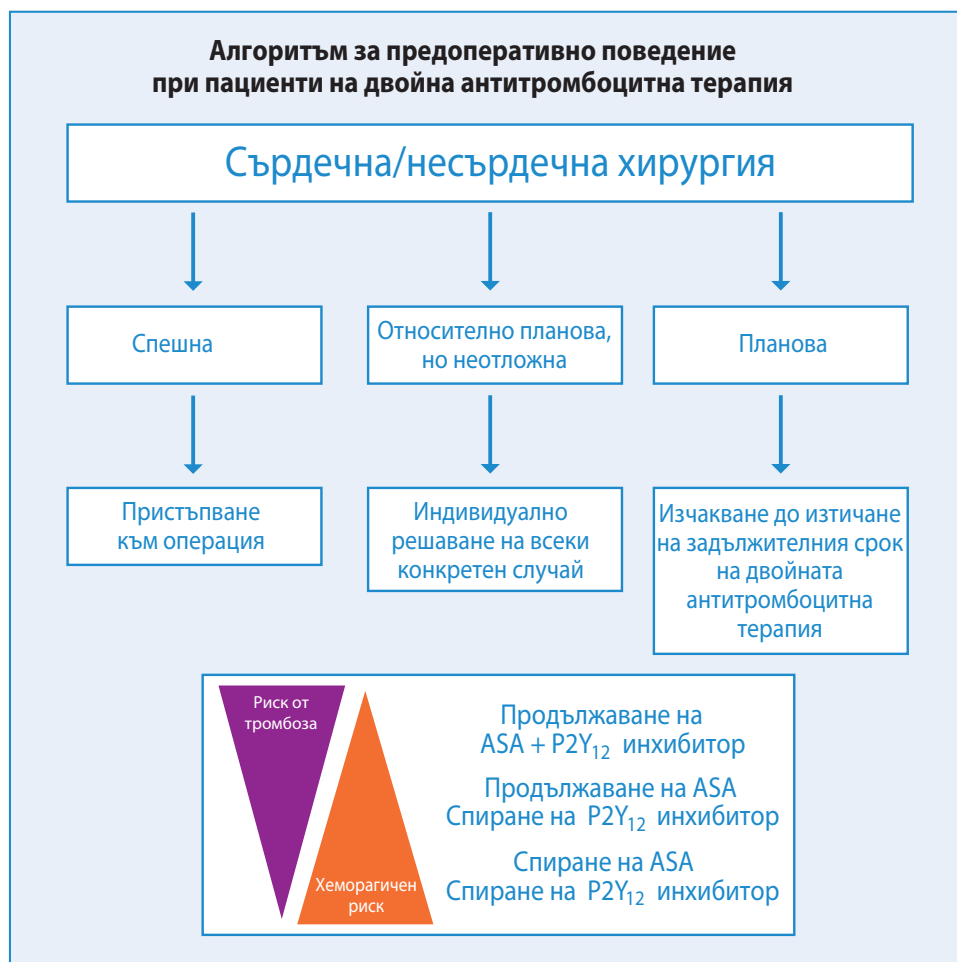 Алгоритъм за предоперативно поведение
при пациенти на двойна антитромбоцитна терапия
Сърдечна/несърдечна хирургия
Спешна
Относително планова,
но неотложна
Планова
Пристъпване
към операция
Индивидуално
решаване на всеки
конкретен случай
Изчакване до изтичане
на задължителния срок
на двойната
антитромбоцитна
терапия
Риск от
тромбоза
Хеморагичен
риск
Продължаване на
ASA + P2Y₁₂ инхибитор
Продължаване на ASA
Спиране на P2Y₁₂ инхибитор
Спиране на ASA
Спиране на P2Y₁₂ инхибитор